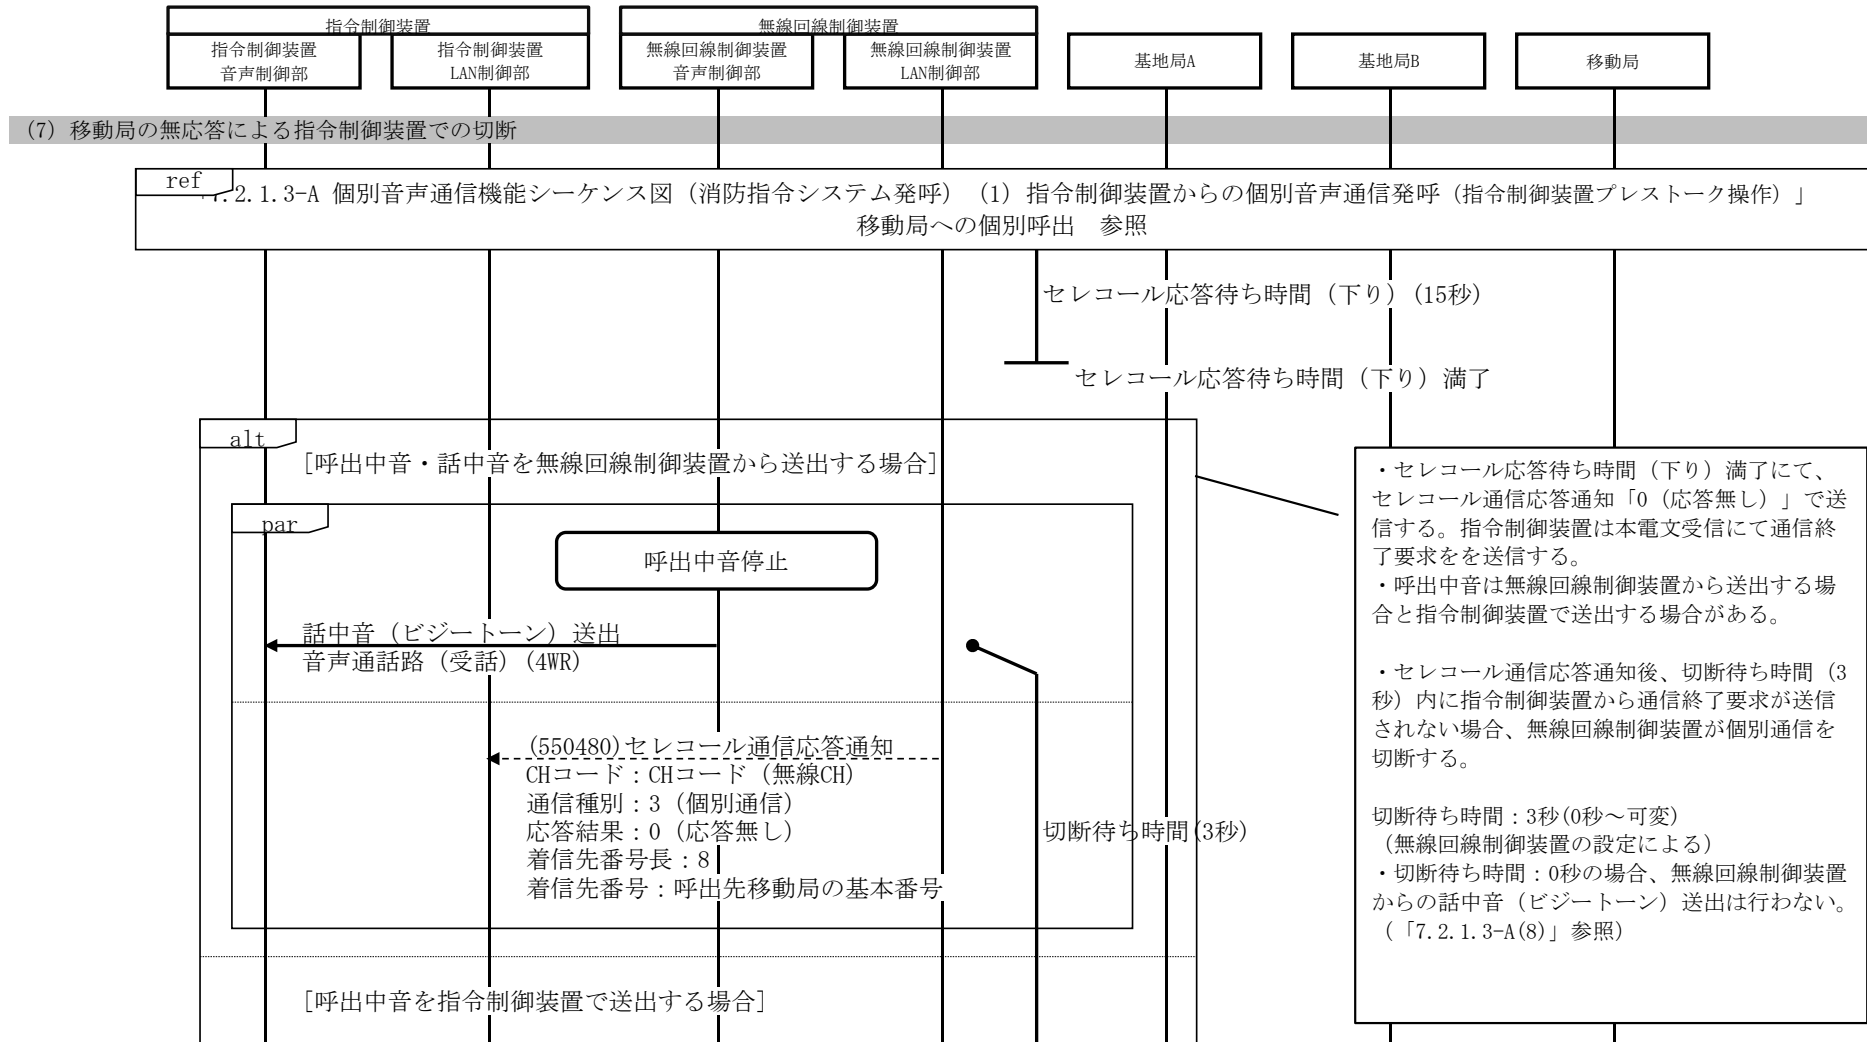 指令制御装置
無線回線制御装置
指令制御装置
音声制御部
指令制御装置
LAN制御部
無線回線制御装置
音声制御部
無線回線制御装置
LAN制御部
基地局A
基地局B
移動局
(7) 移動局の無応答による指令制御装置での切断
ref
7.2.1.3-A 個別音声通信機能シーケンス図（消防指令システム発呼）（1）指令制御装置からの個別音声通信発呼（指令制御装置プレストーク操作）」
移動局への個別呼出　参照
セレコール応答待ち時間（下り）(15秒)
セレコール応答待ち時間（下り）満了
alt
[呼出中音・話中音を無線回線制御装置から送出する場合]
par
呼出中音停止
話中音（ビジートーン）送出
音声通話路（受話）(4WR)
(550480)セレコール通信応答通知
CHコード：CHコード（無線CH）
通信種別：3（個別通信）
応答結果：0（応答無し）
着信先番号長：8
着信先番号：呼出先移動局の基本番号
切断待ち時間(3秒)
[呼出中音を指令制御装置で送出する場合]
・セレコール応答待ち時間（下り）満了にて、
セレコール通信応答通知「0（応答無し）」で送
信する。指令制御装置は本電文受信にて通信終
了要求をを送信する。
・呼出中音は無線回線制御装置から送出する場
合と指令制御装置で送出する場合がある。
・セレコール通信応答通知後、切断待ち時間（3
秒）内に指令制御装置から通信終了要求が送信
されない場合、無線回線制御装置が個別通信を
切断する。
切断待ち時間：3秒(0秒～可変)
（無線回線制御装置の設定による）
・切断待ち時間：0秒の場合、無線回線制御装置
からの話中音（ビジートーン）送出は行わない。
（「7.2.1.3-A(8)」参照）